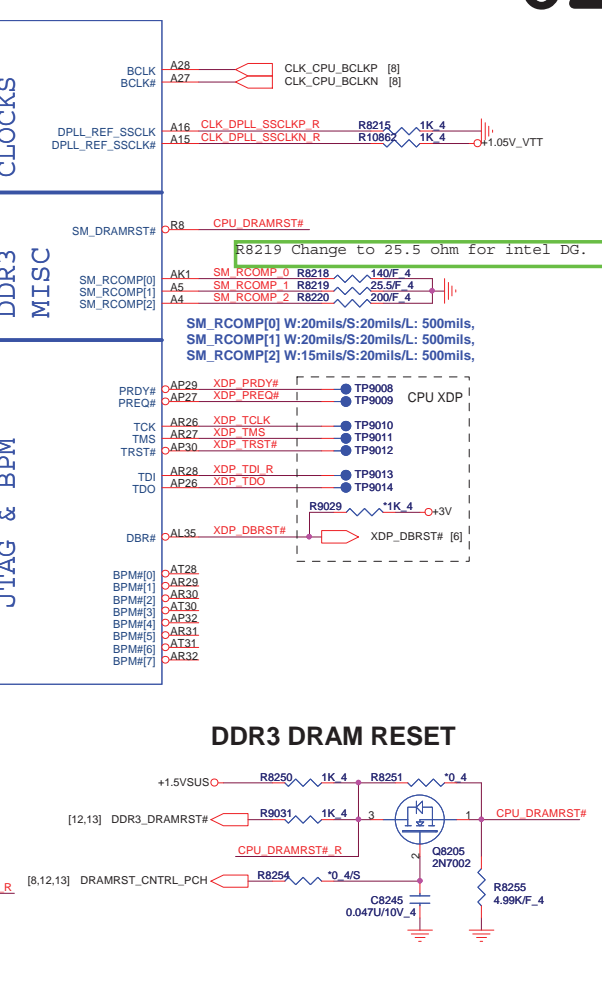 CLOCKS
BCLK A28 CLK_CPU_BCLKP [8]
BCLK# A27 CLK_CPU_BCLKN [8]
DPLL_REF_SSCLK A16 CLK_DPLL_SSCLKP_R R8215 1K_4
DPLL_REF_SSCLK# A15 CLK_DPLL_SSCLKN_R R10862 1K_4 +1.05V_VTT
DDR3
MISC
SM_DRAMRST# R8 CPU_DRAMRST#
R8219 Change to 25.5 ohm for intel DG.
SM_RCOMP[0] AK1 SM_RCOMP_0 R8218 140/F_4
SM_RCOMP[1] A5 SM_RCOMP_1 R8219 25.5/F_4
SM_RCOMP[2] A4 SM_RCOMP_2 R8220 200/F_4
SM_RCOMP[0] W:20mils/S:20mils/L: 500mils,
SM_RCOMP[1] W:20mils/S:20mils/L: 500mils,
SM_RCOMP[2] W:15mils/S:20mils/L: 500mils,
JTAG & BPM
PRDY# AP29 XDP_PRDY# TP9008 CPU XDP
PREQ# AP27 XDP_PREQ# TP9009
TCK AR26 XDP_TCLK TP9010
TMS AR27 XDP_TMS TP9011
TRST# AP30 XDP_TRST# TP9012
TDI AR28 XDP_TDI_R TP9013
TDO AP26 XDP_TDO TP9014
R9029 *1K_4 +3V
DBR# AL35 XDP_DBRST# XDP_DBRST# [6]
BPM#[0] AT28
BPM#[1] AR29
BPM#[2] AR30
BPM#[3] AT30
BPM#[4] AP32
BPM#[5] AR31
BPM#[6] AT31
BPM#[7] AR32
DDR3 DRAM RESET
+1.5VSUS R8250 1K_4 R8251 *0_4
[12,13] DDR3_DRAMRST# R9031 1K_4 3 1 CPU_DRAMRST#
CPU_DRAMRST#_R 2 Q8205
2N7002
_R [8,12,13] DRAMRST_CNTRL_PCH R8254 *0_4/S
C8245
0.047U/10V_4
R8255
4.99K/F_4